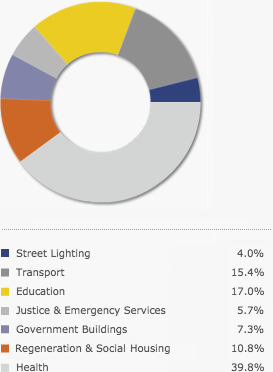 Street Lighting 4.0%
Transport 15.4%
Education 17.0%
Justice & Emergency Services 5.7%
Government Buildings 7.3%
Regeneration & Social Housing 10.8%
Health 39.8%